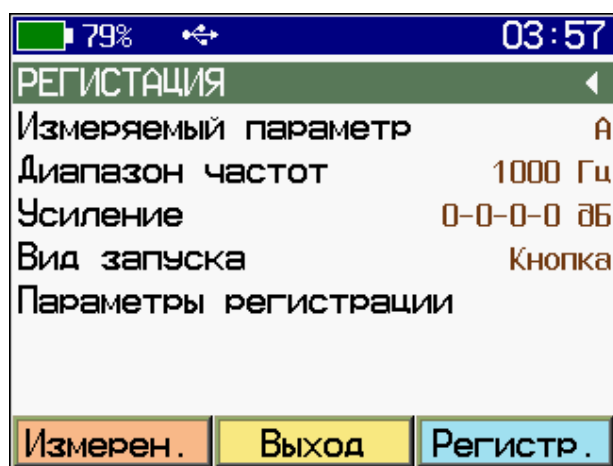 79% 03:57
РЕГИСТАЦИЯ
Измеряемый параметр А
Диапазон частот 1000 Гц
Усиление 0-0-0-0 дБ
Вид запуска Кнопка
Параметры регистрации
Измерен. Выход Регистр.